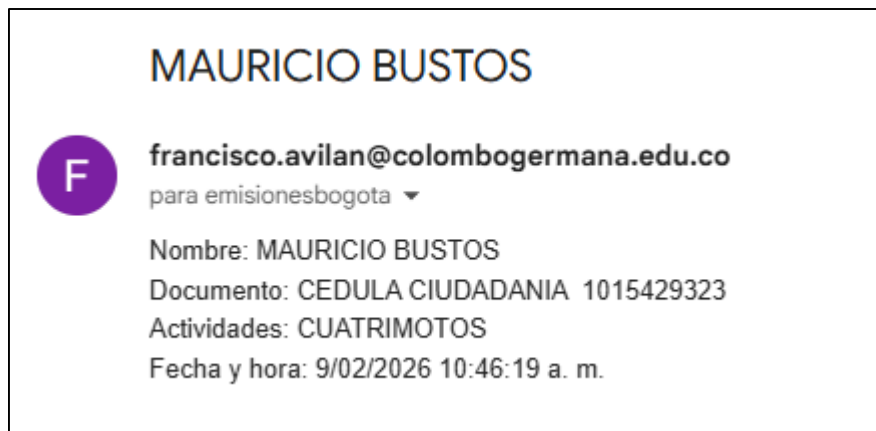 MAURICIO BUSTOS
F
francisco.avilan@colombogermana.edu.co
para emisionesbogota
Nombre: MAURICIO BUSTOS
Documento: CEDULA CIUDADANIA  1015429323
Actividades: CUATRIMOTOS
Fecha y hora: 9/02/2026 10:46:19 a. m.